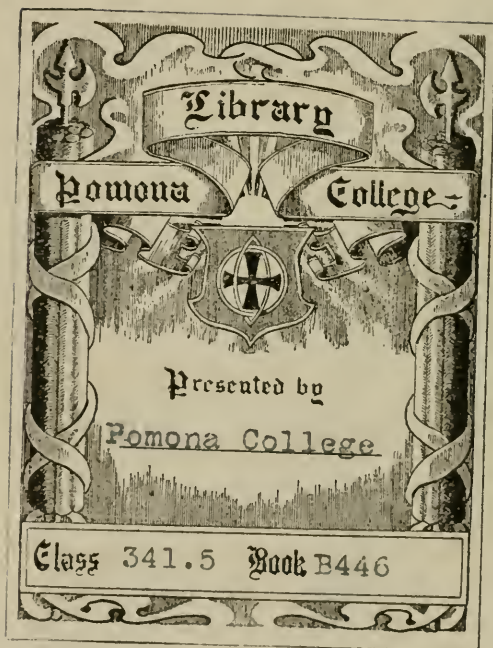 Library
Pomona College
Presented by
Pomona College
Class 341.5 Book B446